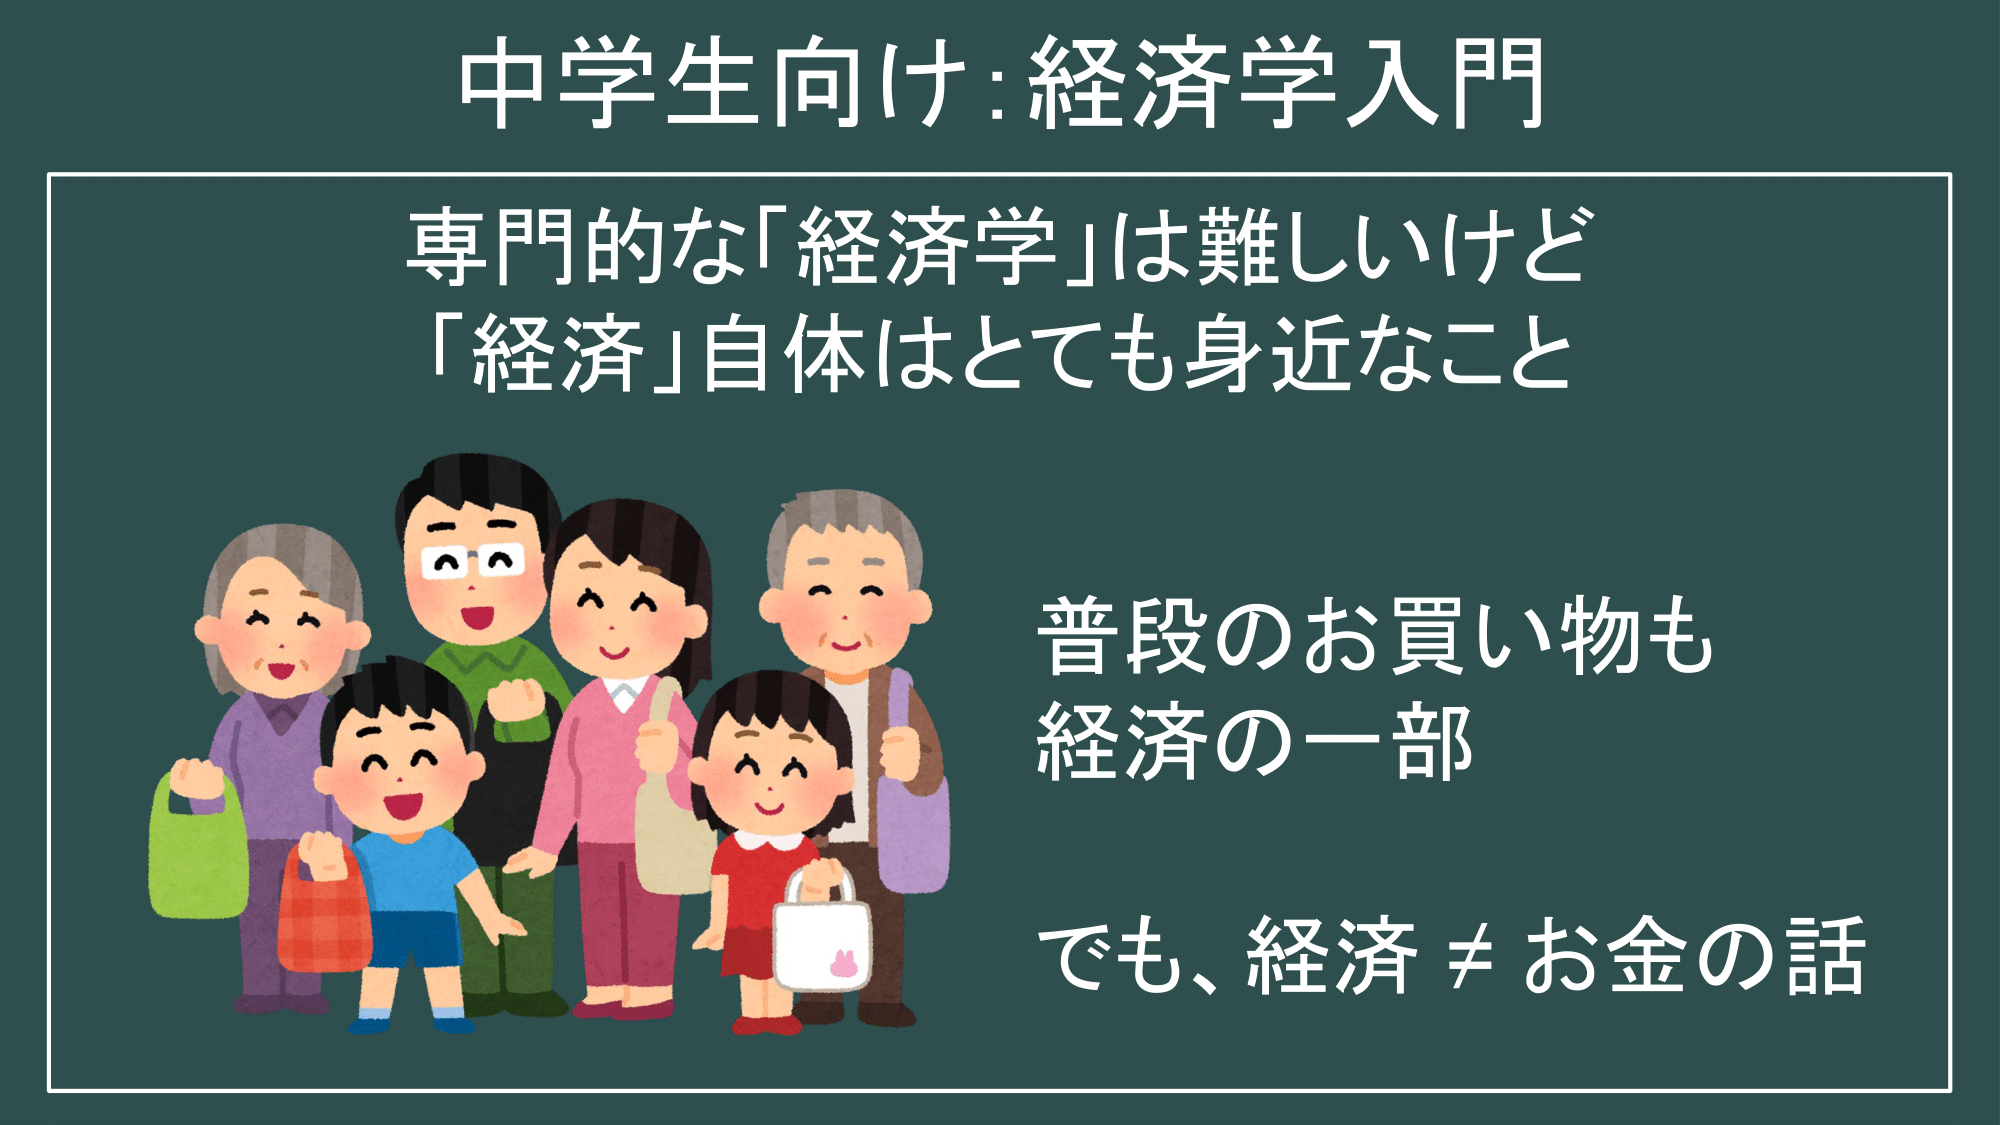 中学生向け：経済学入門
専門的な「経済学」は難しいけど
「経済」自体はとても身近なこと
普段のお買い物も
経済の一部
でも、経済 ≠ お金の話